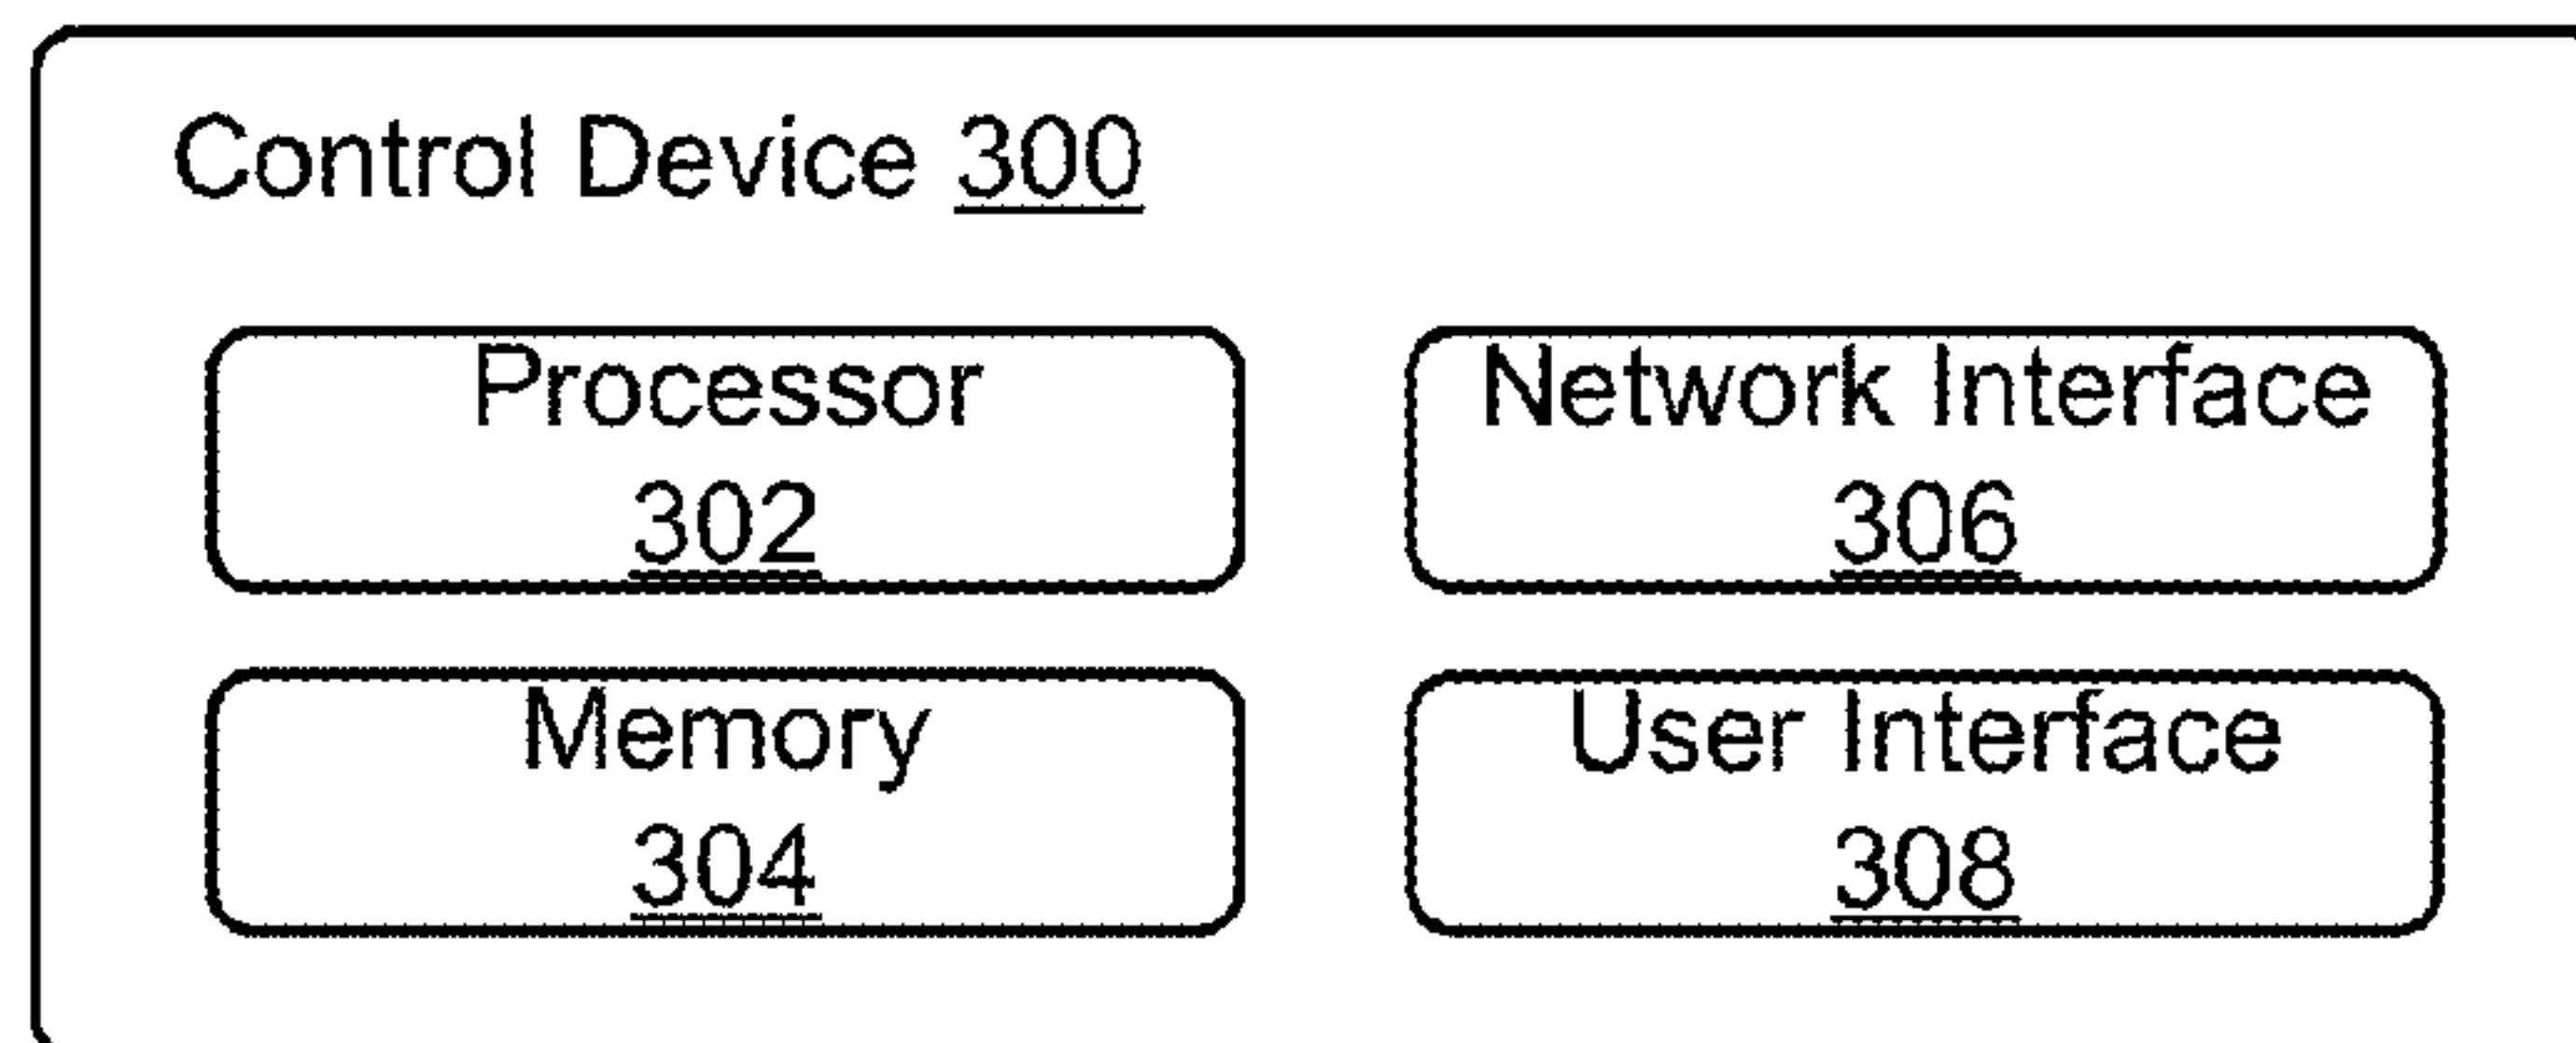 Control Device 300
Processor
302
Network Interface
306
Memory
304
User Interface
308